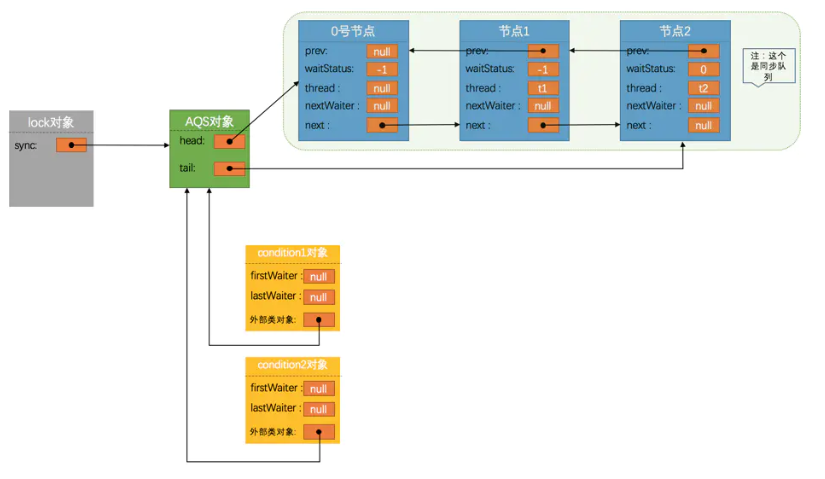 0号节点
prev: null
waitStatus: -1
thread : null
nextWaiter : null
next :
节点1
prev:
waitStatus: -1
thread : t1
nextWaiter : null
next :
节点2
prev:
waitStatus: 0
thread : t2
nextWaiter : null
next : null
注：这个
是同步队
列
lock对象
sync:
AQS对象
head:
tail:
condition1对象
firstWaiter : null
lastWaiter : null
外部类对象:
condition2对象
firstWaiter : null
lastWaiter : null
外部类对象: